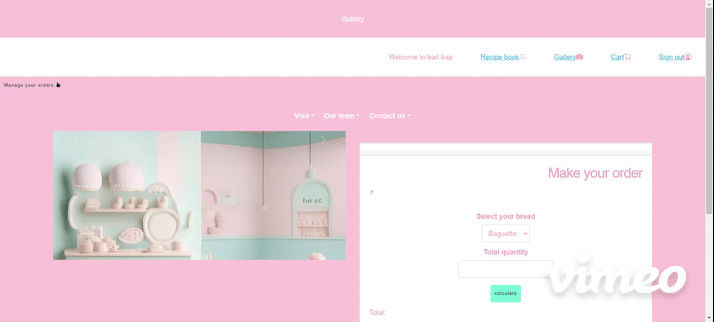 Bakery
Welcome to bad bap Recipe book Gallery Cart Sign out
Manage your orders
Visit Our team Contact us
Make your order
Select your bread
Baguette
Total quantity
calculate
Total:
vimeo